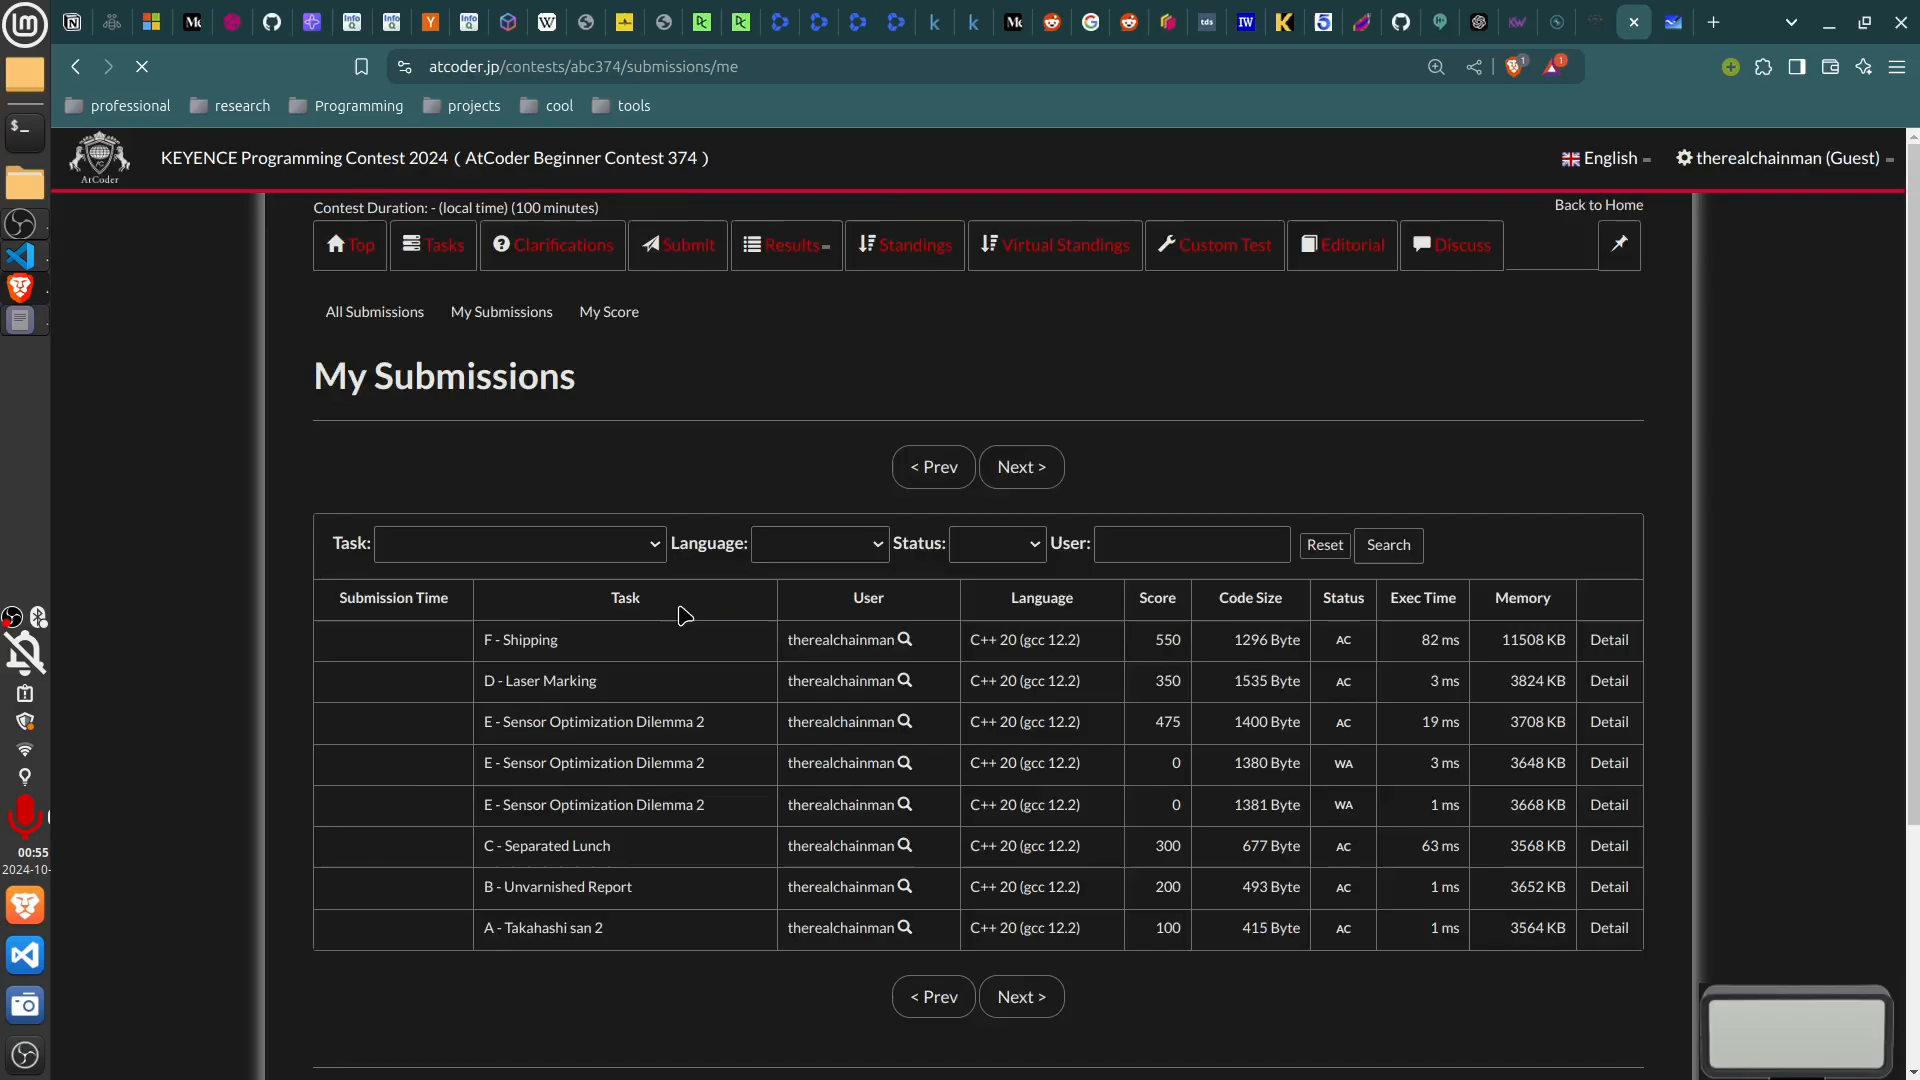 atcoder.jp/contests/abc374/submissions/me
professional research Programming projects cool tools
AtCoder
KEYENCE Programming Contest 2024 ( AtCoder Beginner Contest 374 )
English
therealchainman (Guest)
Contest Duration: - (local time) (100 minutes)
Back to Home
Top Tasks Clarifications Submit Results Standings Virtual Standings Custom Test Editorial Discuss
All Submissions My Submissions My Score
My Submissions
< Prev Next >
Task: Language: Status: User: Reset Search
Submission Time Task User Language Score Code Size Status Exec Time Memory
F - Shipping therealchainman C++ 20 (gcc 12.2) 550 1296 Byte AC 82 ms 11508 KB Detail
D - Laser Marking therealchainman C++ 20 (gcc 12.2) 350 1535 Byte AC 3 ms 3824 KB Detail
E - Sensor Optimization Dilemma 2 therealchainman C++ 20 (gcc 12.2) 475 1400 Byte AC 19 ms 3708 KB Detail
E - Sensor Optimization Dilemma 2 therealchainman C++ 20 (gcc 12.2) 0 1380 Byte WA 3 ms 3648 KB Detail
E - Sensor Optimization Dilemma 2 therealchainman C++ 20 (gcc 12.2) 0 1381 Byte WA 1 ms 3668 KB Detail
C - Separated Lunch therealchainman C++ 20 (gcc 12.2) 300 677 Byte AC 63 ms 3568 KB Detail
B - Unvarnished Report therealchainman C++ 20 (gcc 12.2) 200 493 Byte AC 1 ms 3652 KB Detail
A - Takahashi san 2 therealchainman C++ 20 (gcc 12.2) 100 415 Byte AC 1 ms 3564 KB Detail
< Prev Next >
00:55
2024-10-